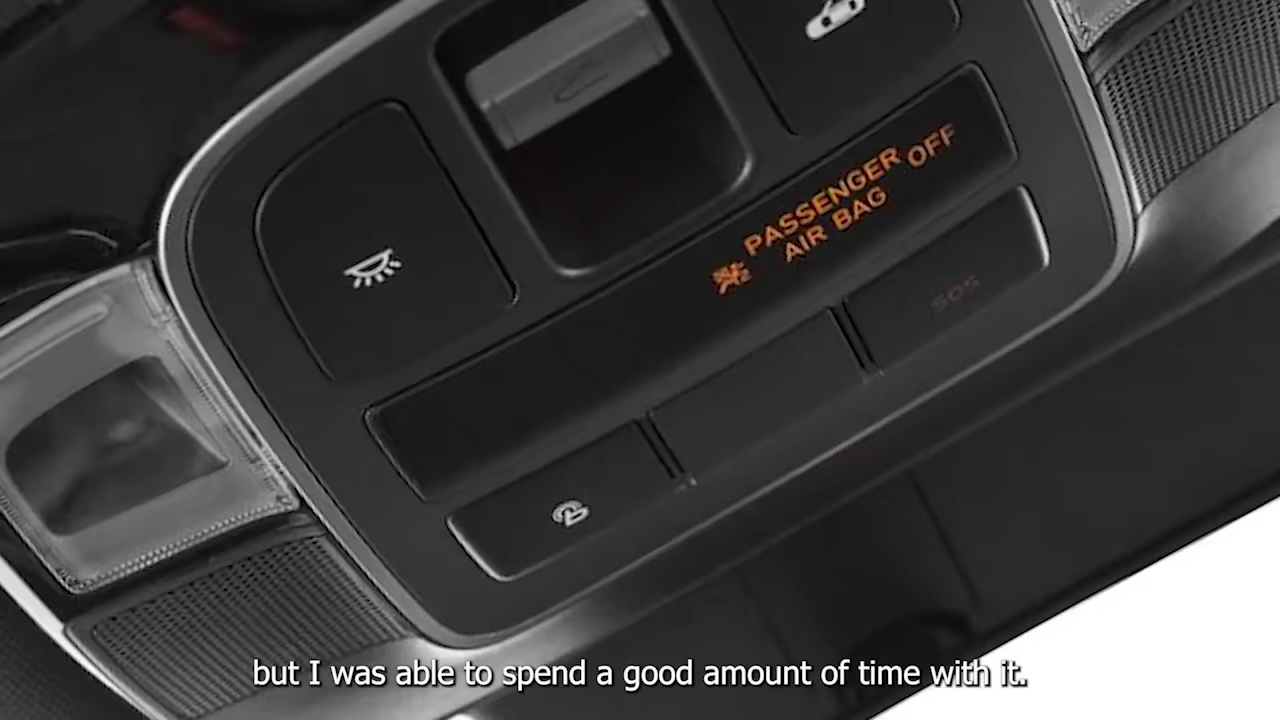 PASSENGER OFF
AIR BAG
SOS
but I was able to spend a good amount of time with it.